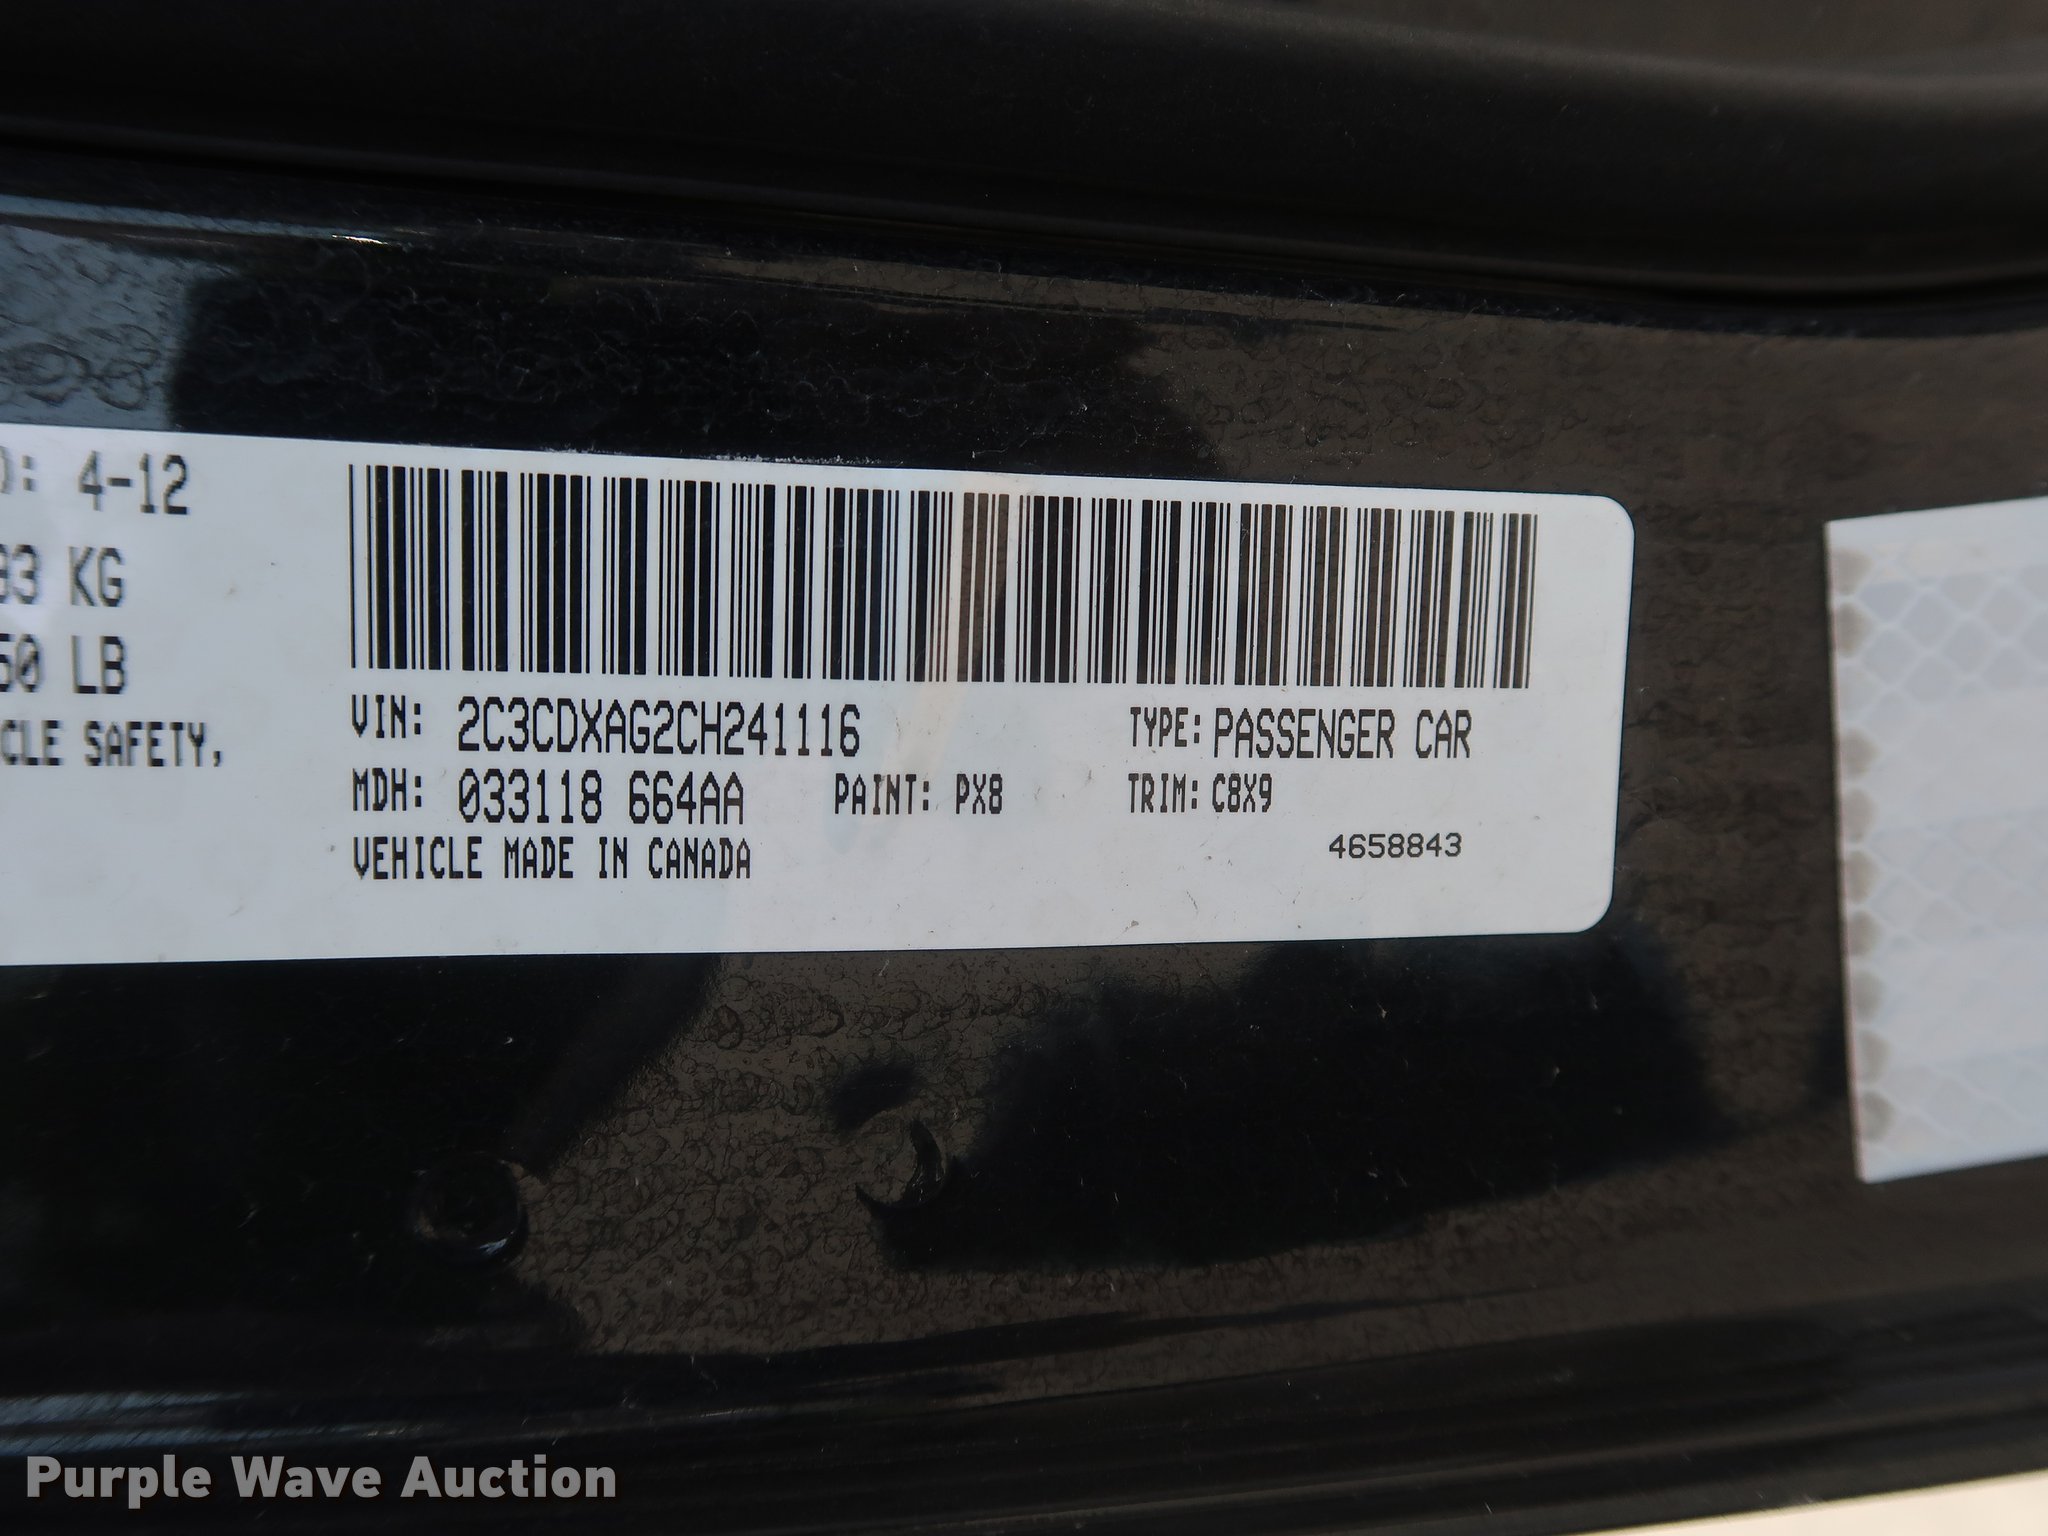 ): 4-12
83 KG
50 LB
CLE SAFETY,
VIN: 2C3CDXAG2CH241116 TYPE: PASSENGER CAR
MDH: 033118 664AA PAINT: PX8 TRIM: C8X9
VEHICLE MADE IN CANADA 4658843
Purple Wave Auction